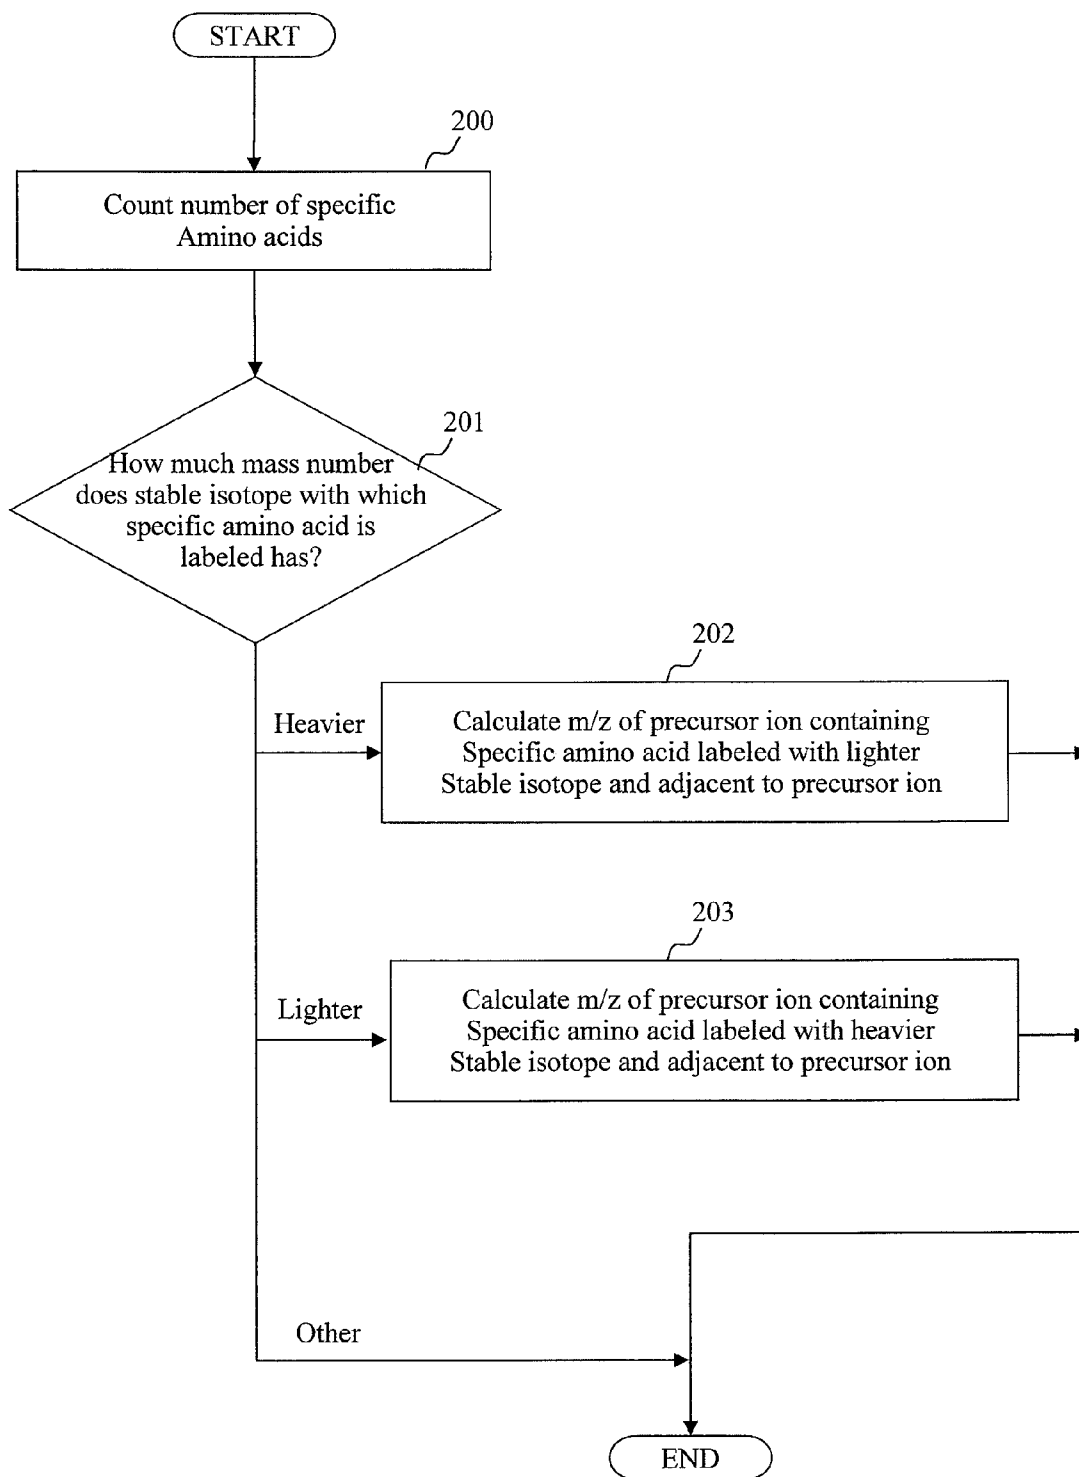 START
200
Count number of specific
Amino acids
201
How much mass number
does stable isotope with which
specific amino acid is
labeled has?
202
Heavier
Calculate m/z of precursor ion containing
Specific amino acid labeled with lighter
Stable isotope and adjacent to precursor ion
203
Lighter
Calculate m/z of precursor ion containing
Specific amino acid labeled with heavier
Stable isotope and adjacent to precursor ion
Other
END